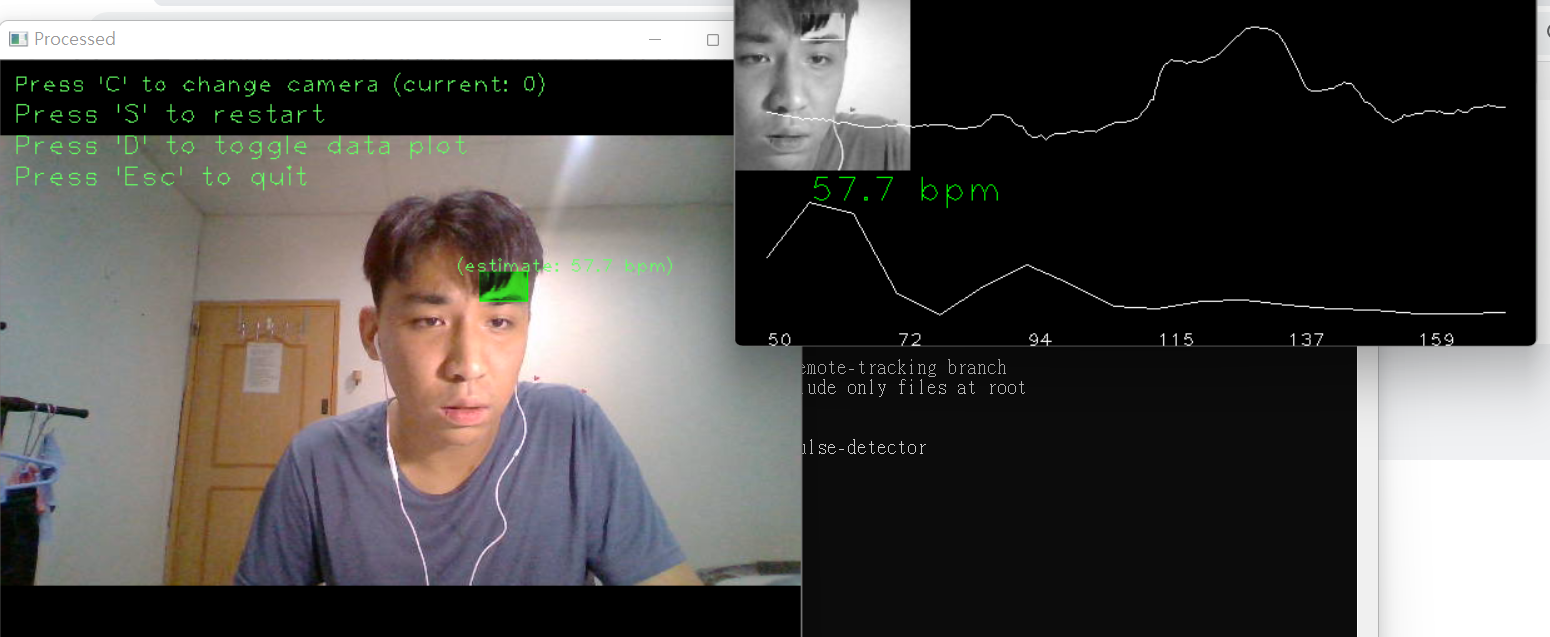 Processed
Press 'C' to change camera (current: 0)
Press 'S' to restart
Press 'D' to toggle data plot
Press 'Esc' to quit
(estimate: 57.7 bpm)
57.7 bpm
50 72 94 115 137 159
emote-tracking branch
ude only files at root
ulse-detector